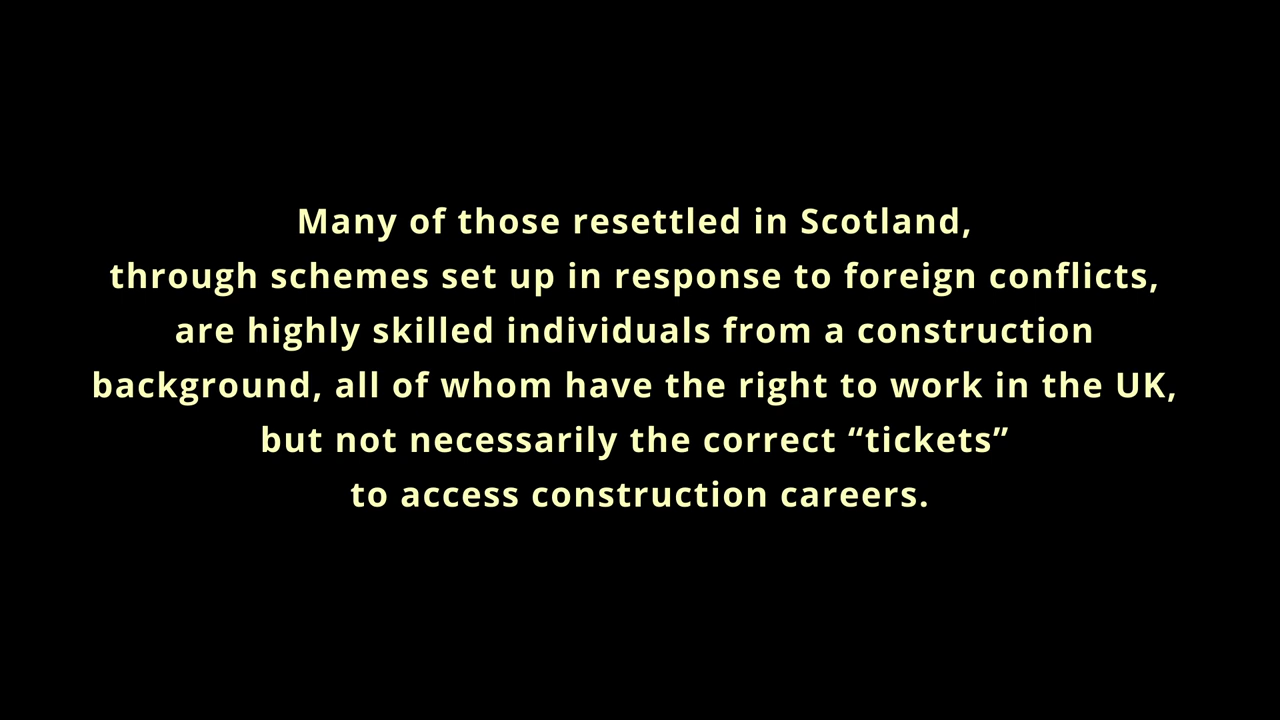 Many of those resettled in Scotland,
through schemes set up in response to foreign conflicts,
are highly skilled individuals from a construction
background, all of whom have the right to work in the UK,
but not necessarily the correct “tickets”
to access construction careers.